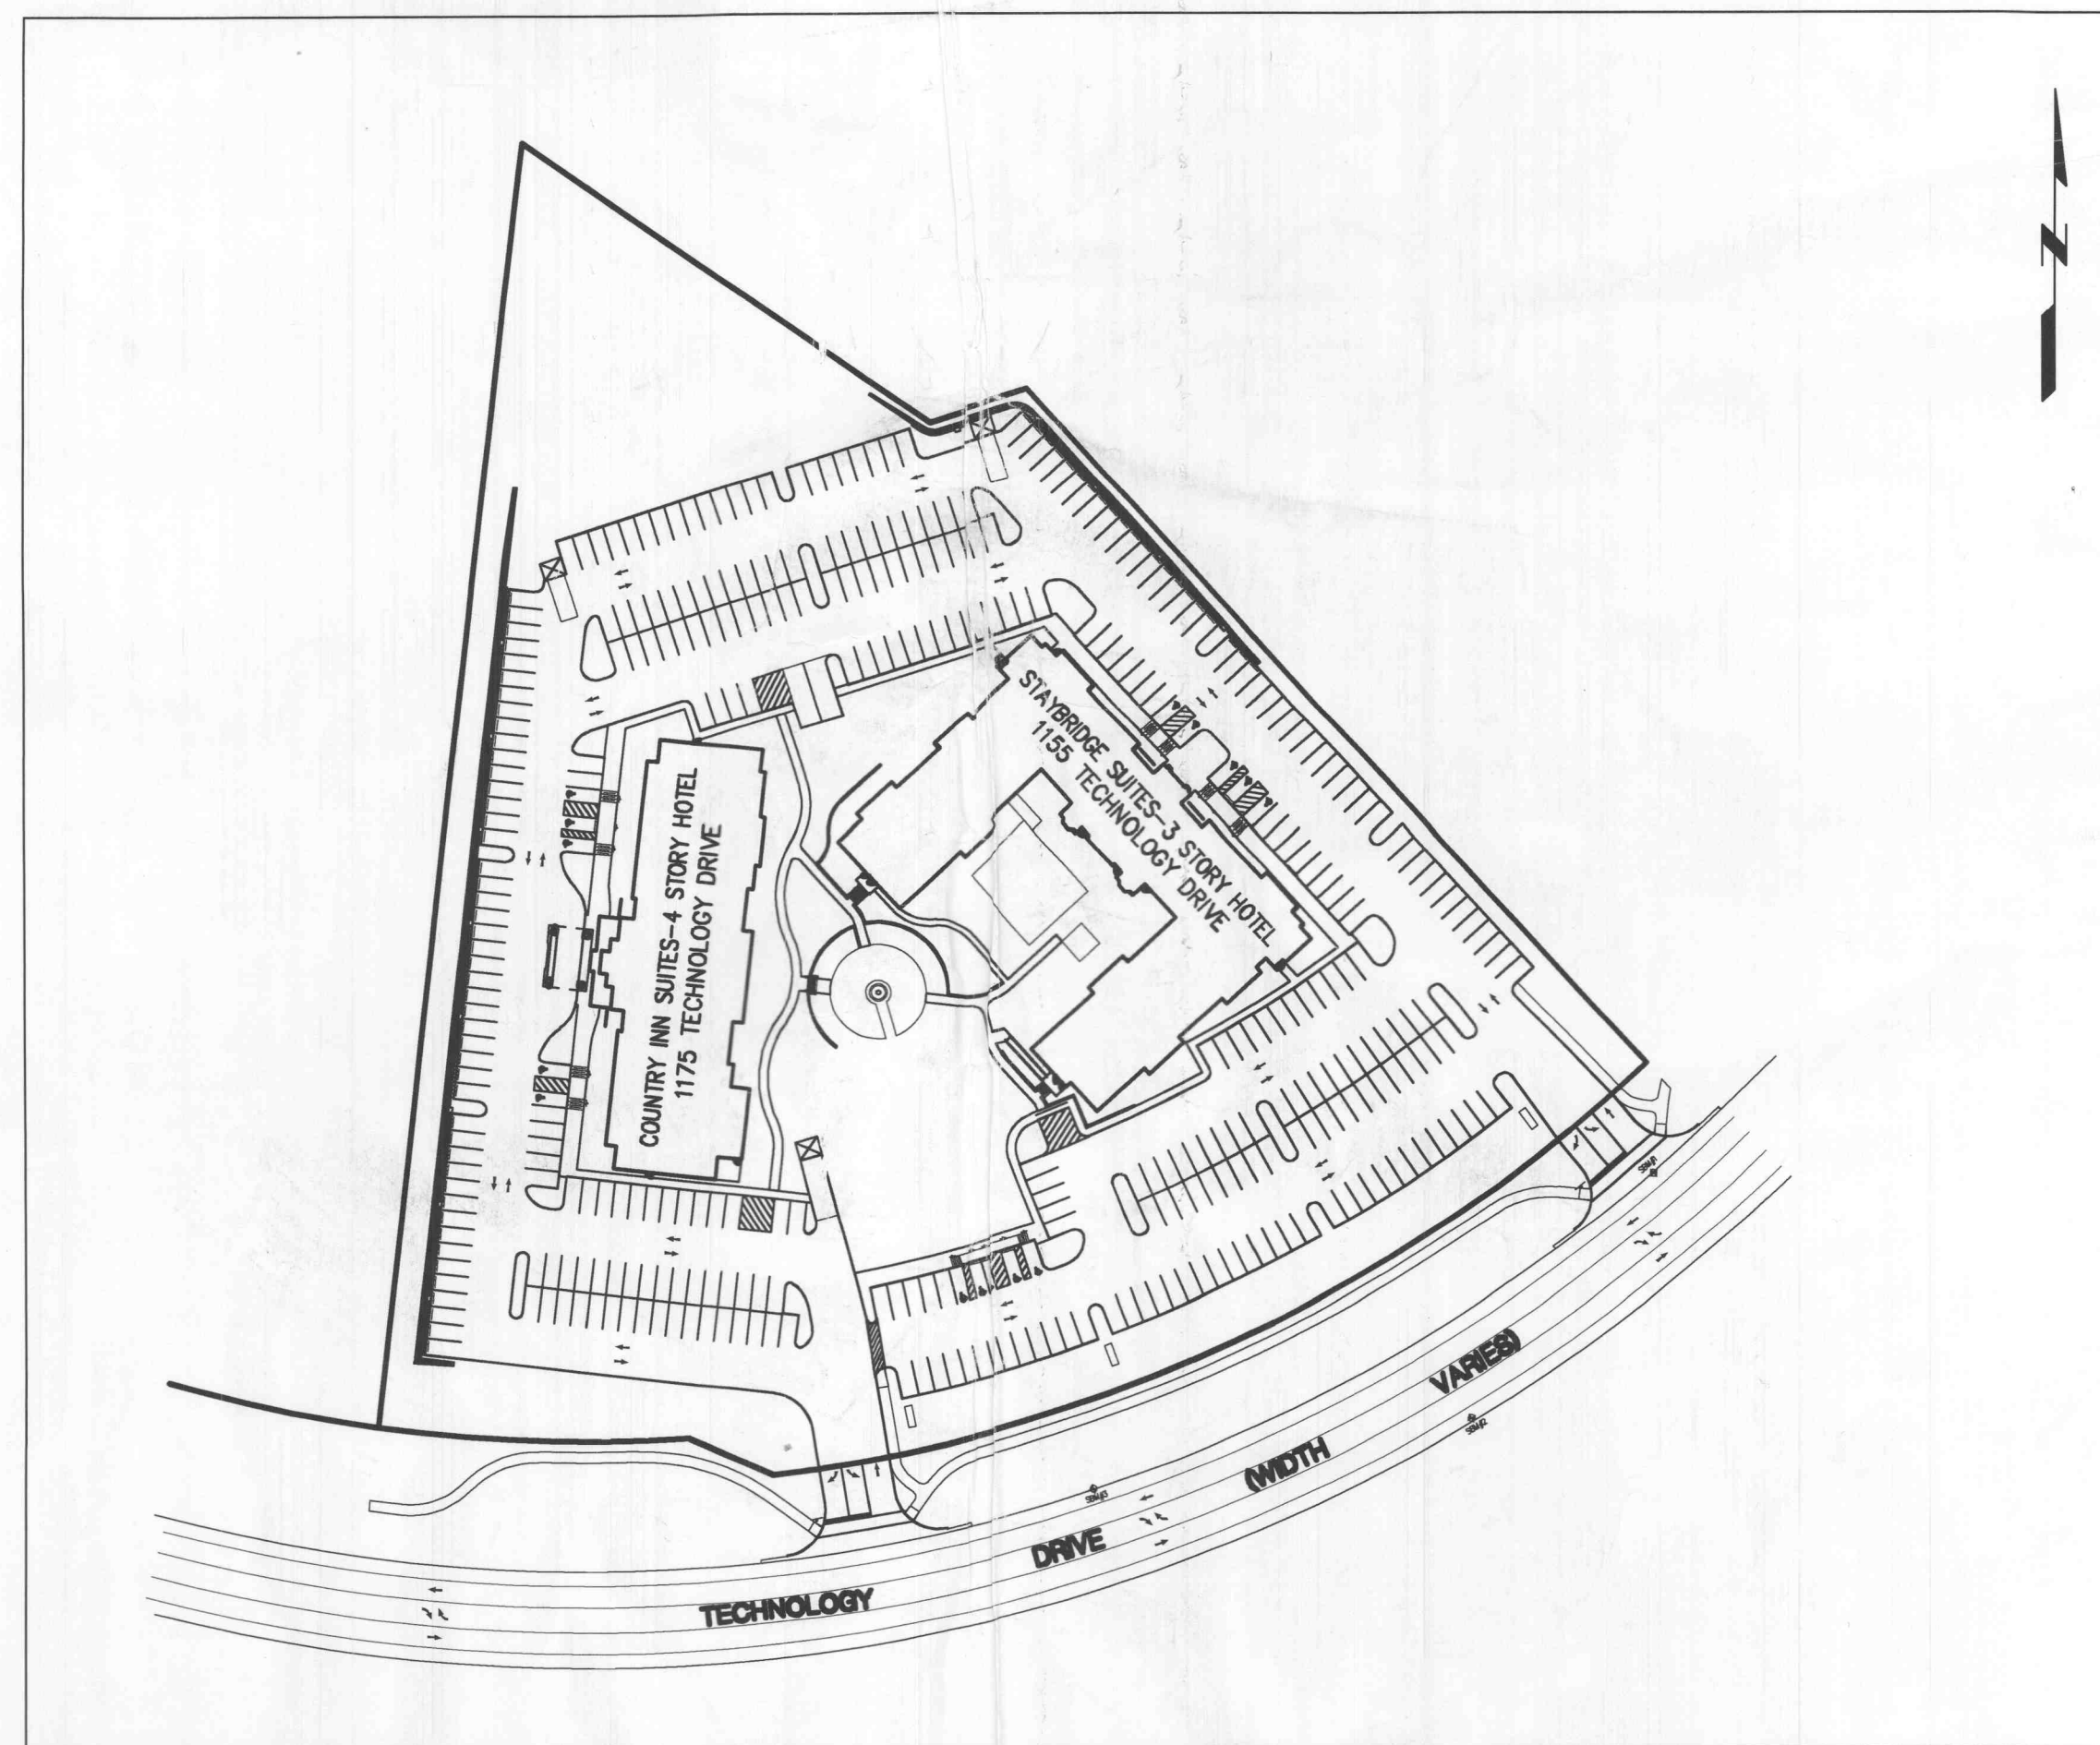 N
STAYBRIDGE SUITES-3 STORY HOTEL
1155 TECHNOLOGY DRIVE
COUNTRY INN SUITES-4 STORY HOTEL
1175 TECHNOLOGY DRIVE
TECHNOLOGY DRIVE (WIDTH VARIES)